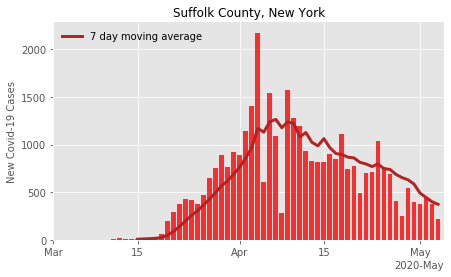 Suffolk County, New York
7 day moving average
New Covid-19 Cases
2000
1500
1000
500
0
Mar
15
Apr
15
May
2020-May